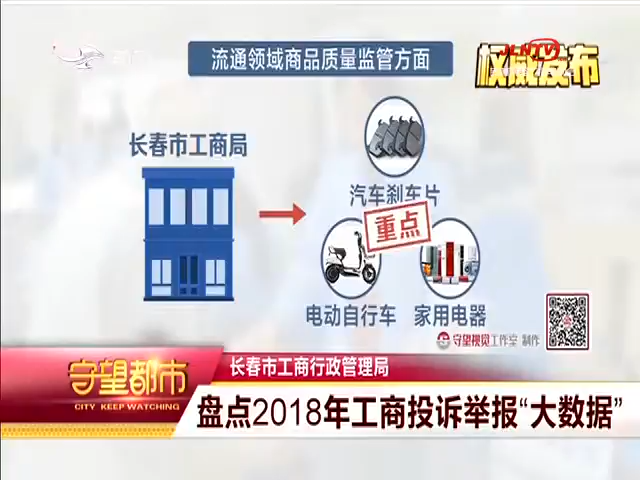 流通领域商品质量监管方面
JLNTV
权威发布
长春市工商局
汽车刹车片
重点
电动自行车
家用电器
守望视觉工作室 制作
守望都市
CITY KEEP WATCHING
长春市工商行政管理局
盘点2018年工商投诉举报“大数据”